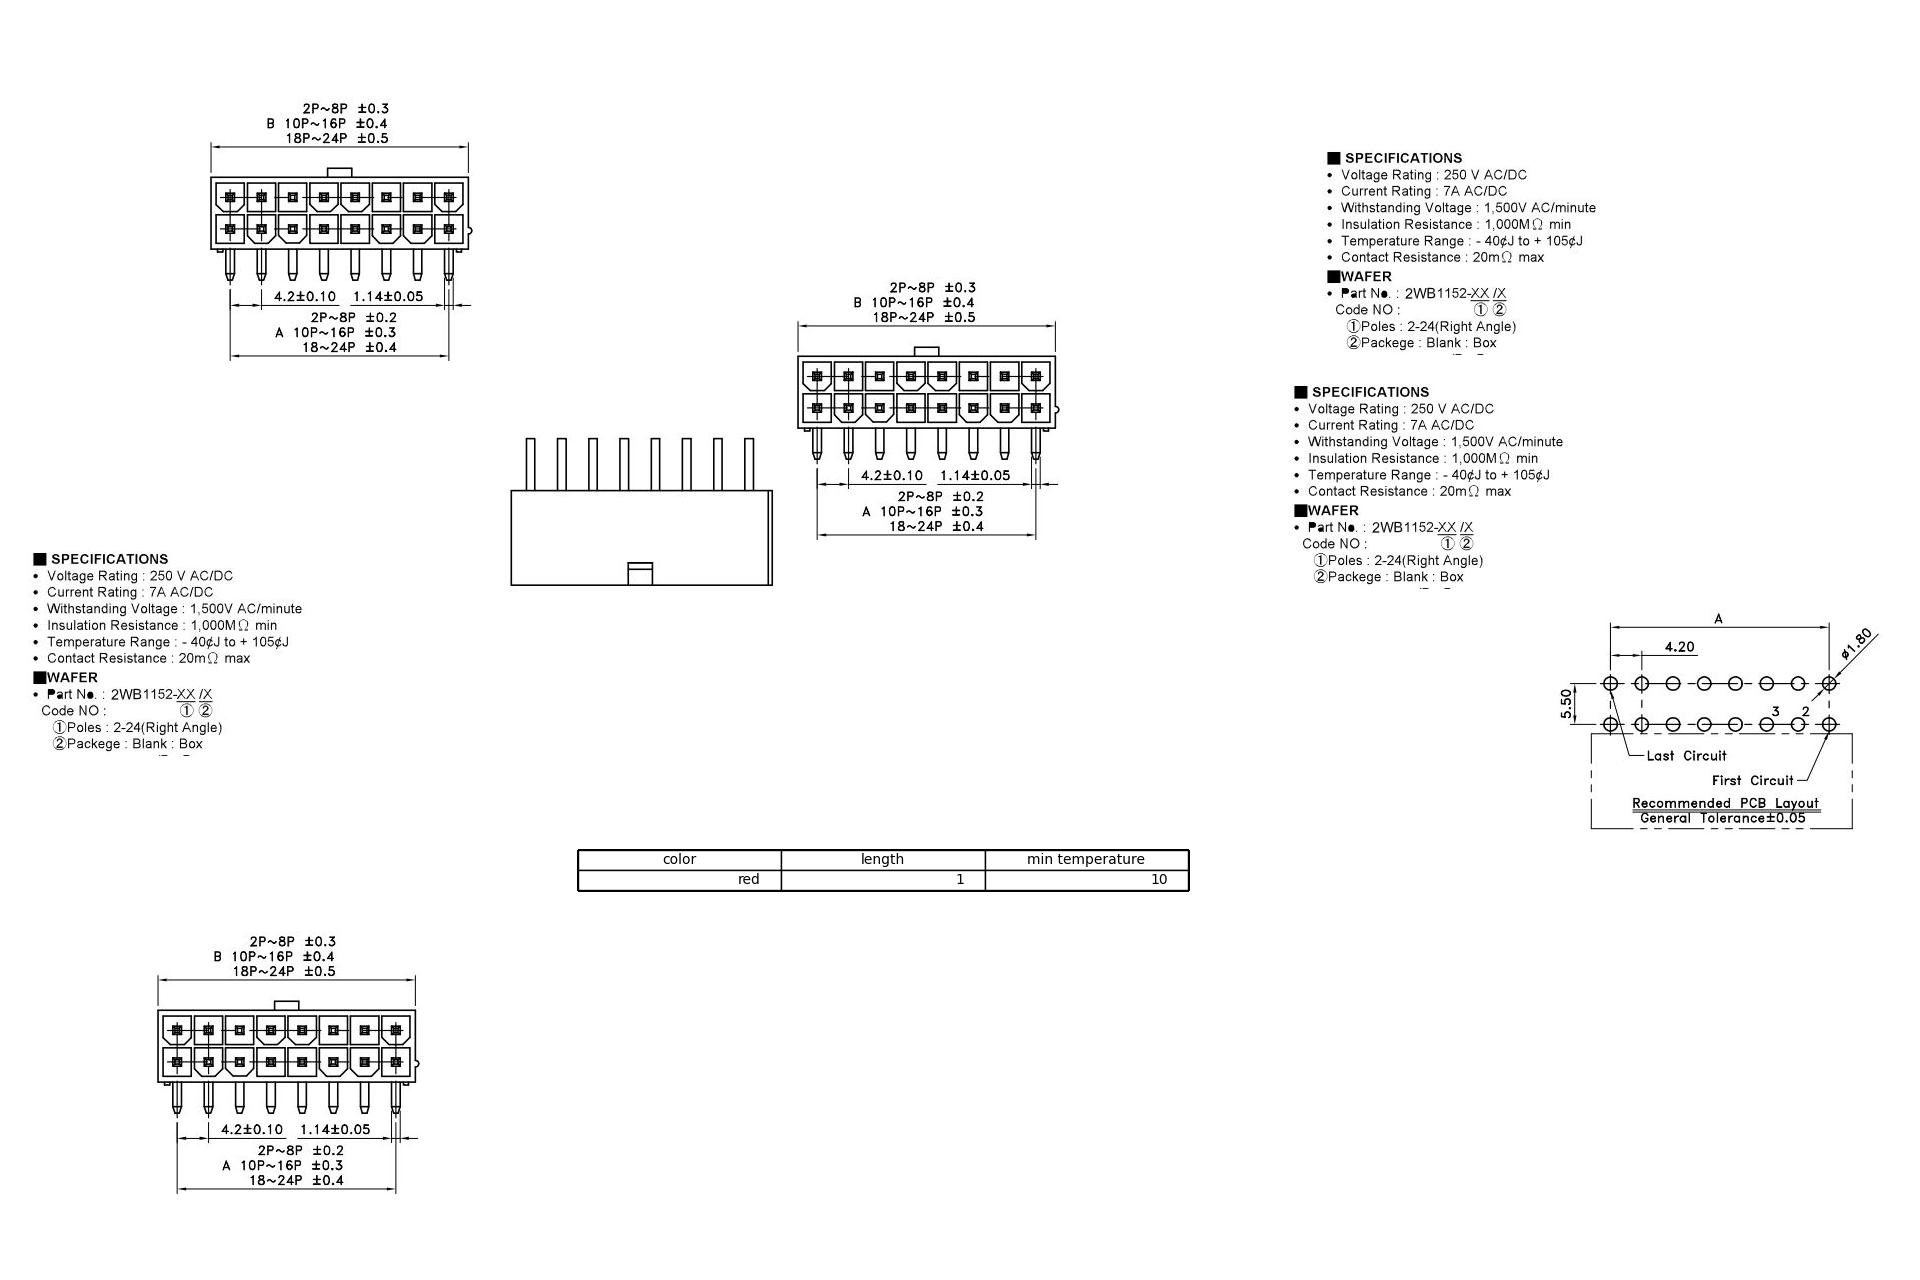 2P~8P ±0.3
B 10P~16P ±0.4
18P~24P ±0.5
4.2±0.10 1.14±0.05
2P~8P ±0.2
A 10P~16P ±0.3
18~24P ±0.4
2P~8P ±0.3
B 10P~16P ±0.4
18P~24P ±0.5
4.2±0.10 1.14±0.05
2P~8P ±0.2
A 10P~16P ±0.3
18~24P ±0.4
■ SPECIFICATIONS
• Voltage Rating : 250 V AC/DC
• Current Rating : 7A AC/DC
• Withstanding Voltage : 1,500V AC/minute
• Insulation Resistance : 1,000MΩ min
• Temperature Range : - 40¢J to + 105¢J
• Contact Resistance : 20mΩ max
■WAFER
• Part No. : 2WB1152-XX /X
Code NO : ① ②
①Poles : 2-24(Right Angle)
②Packege : Blank : Box
■ SPECIFICATIONS
• Voltage Rating : 250 V AC/DC
• Current Rating : 7A AC/DC
• Withstanding Voltage : 1,500V AC/minute
• Insulation Resistance : 1,000MΩ min
• Temperature Range : - 40¢J to + 105¢J
• Contact Resistance : 20mΩ max
■WAFER
• Part No. : 2WB1152-XX /X
Code NO : ① ②
①Poles : 2-24(Right Angle)
②Packege : Blank : Box
■ SPECIFICATIONS
• Voltage Rating : 250 V AC/DC
• Current Rating : 7A AC/DC
• Withstanding Voltage : 1,500V AC/minute
• Insulation Resistance : 1,000MΩ min
• Temperature Range : - 40¢J to + 105¢J
• Contact Resistance : 20mΩ max
■WAFER
• Part No. : 2WB1152-XX /X
Code NO : ① ②
①Poles : 2-24(Right Angle)
②Packege : Blank : Box
A
4.20
ø1.80
5.50
3 2
Last Circuit
First Circuit
Recommended PCB Layout
General Tolerance±0.05
color length min temperature
red 1 10
2P~8P ±0.3
B 10P~16P ±0.4
18P~24P ±0.5
4.2±0.10 1.14±0.05
2P~8P ±0.2
A 10P~16P ±0.3
18~24P ±0.4